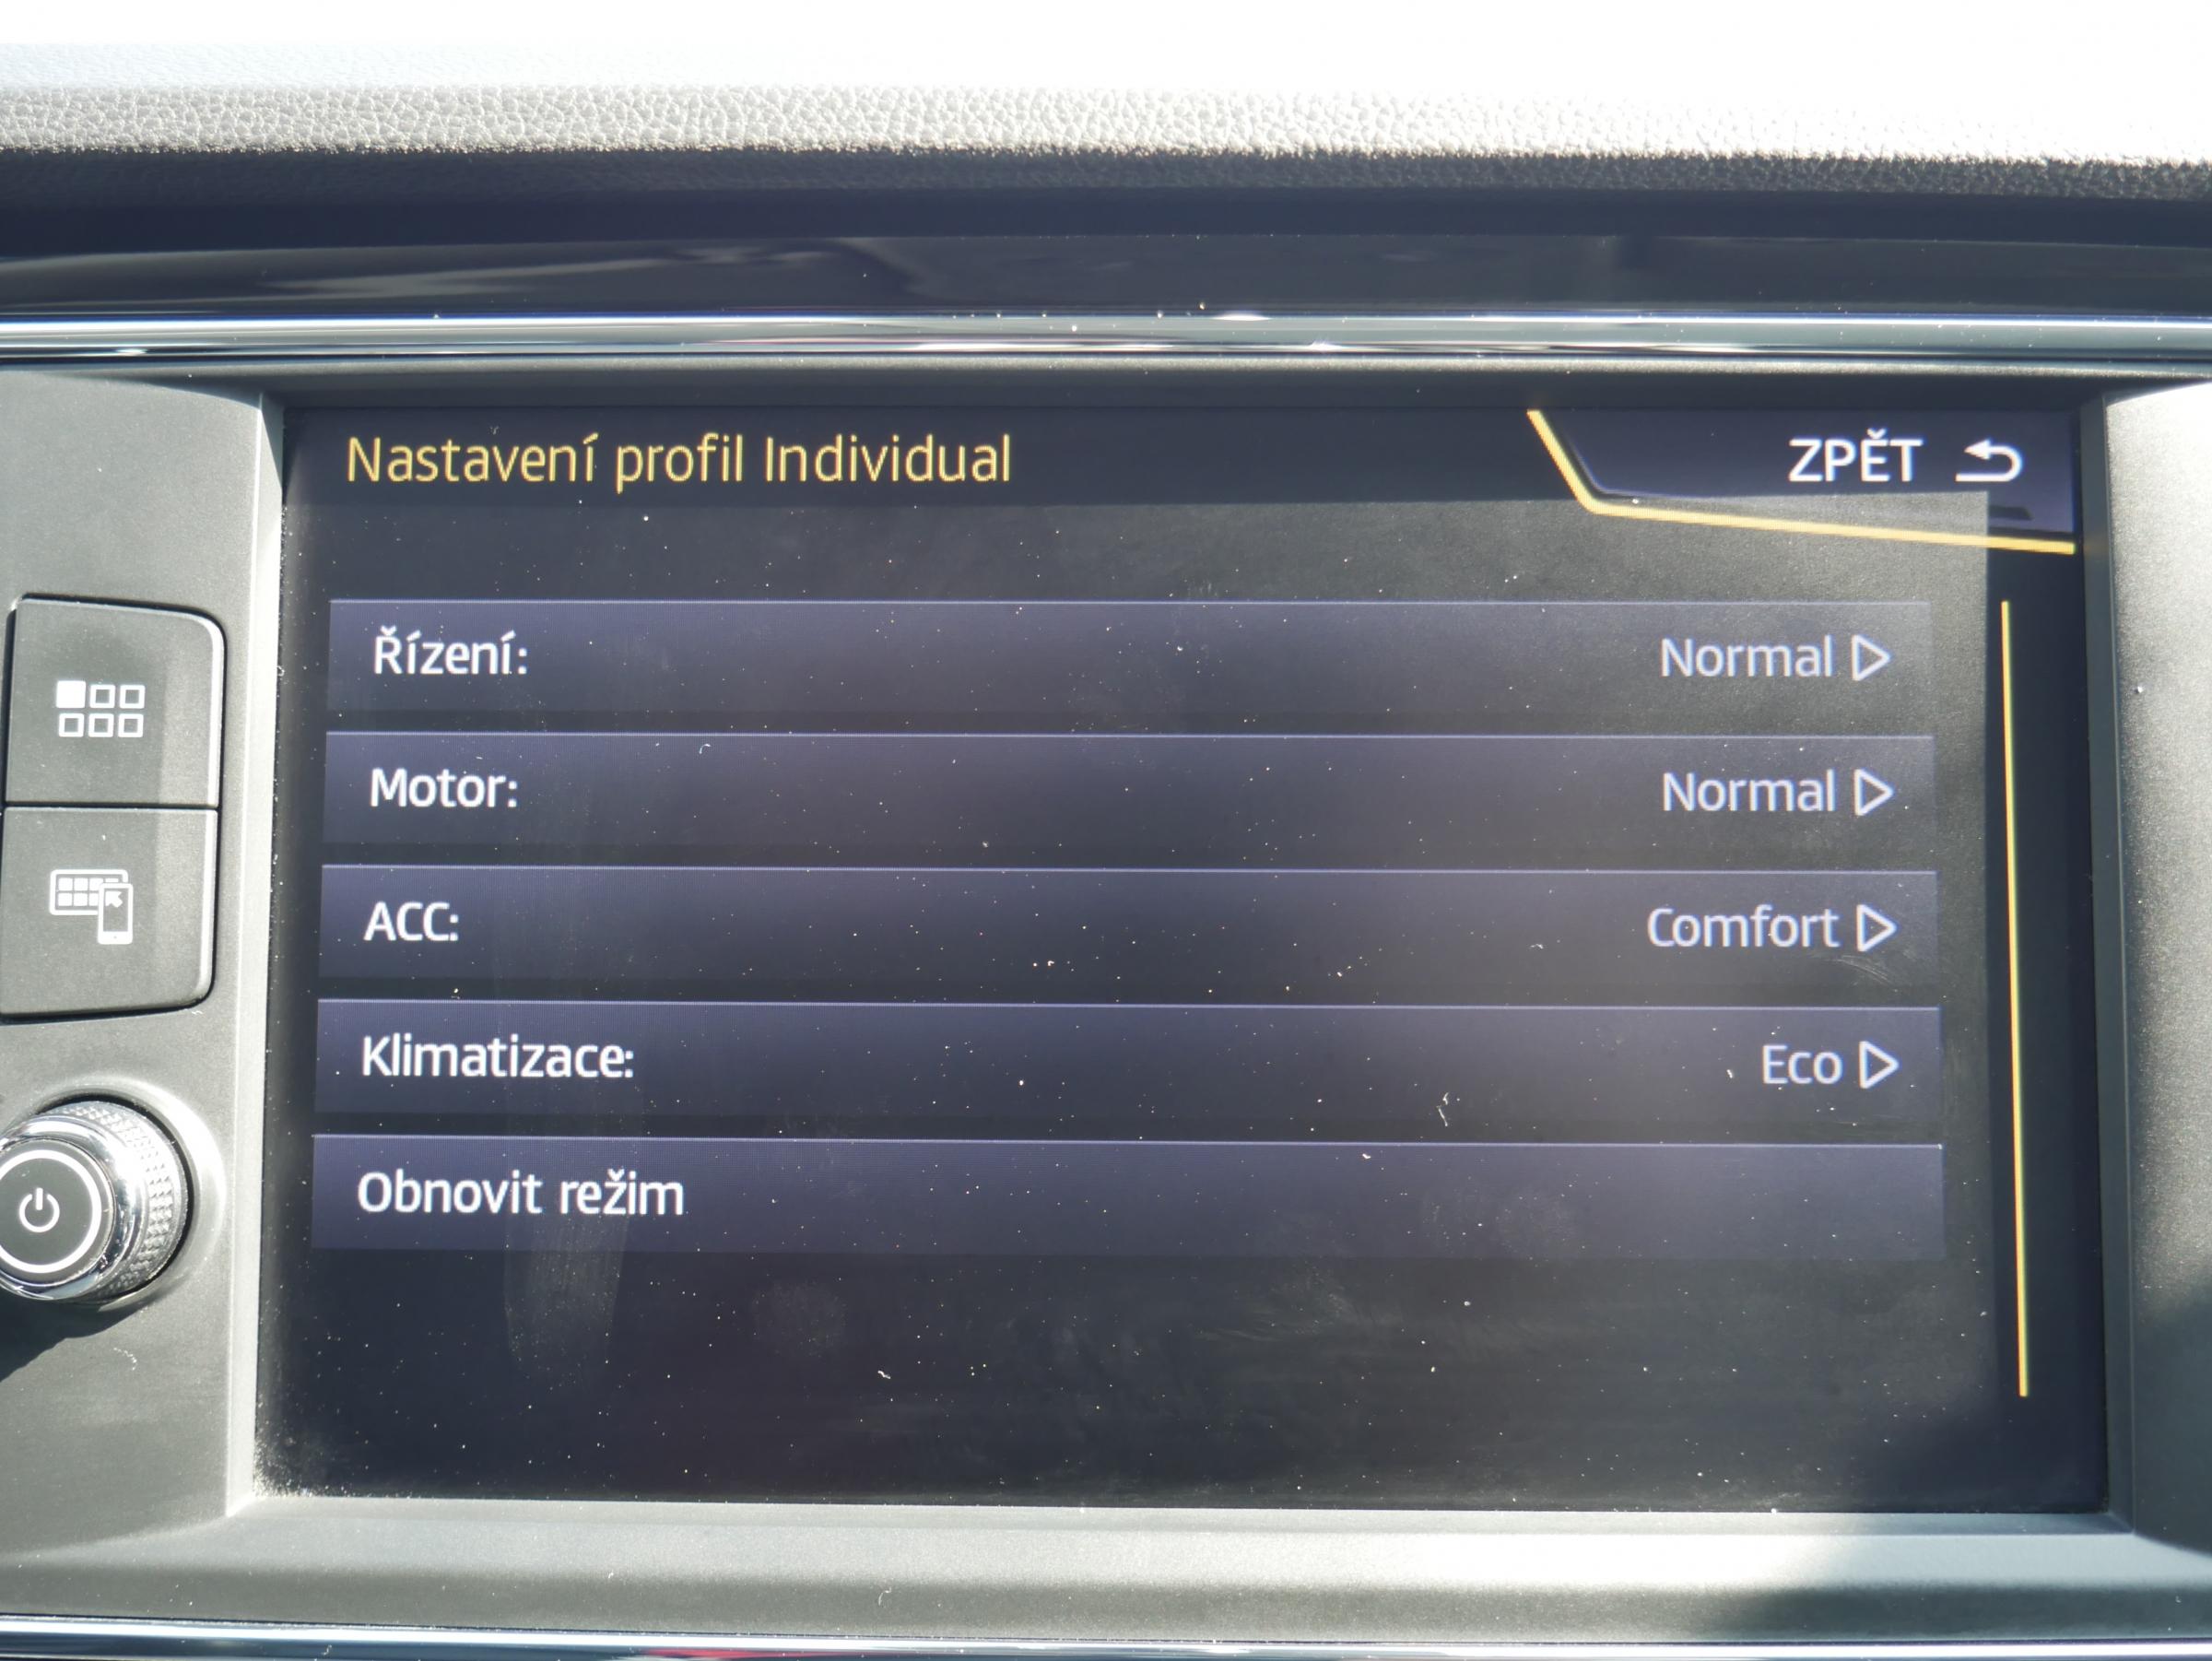 Nastavení profil Individual
ZPĚT
Řízení: Normal
Motor: Normal
ACC: Comfort
Klimatizace: Eco
Obnovit režim